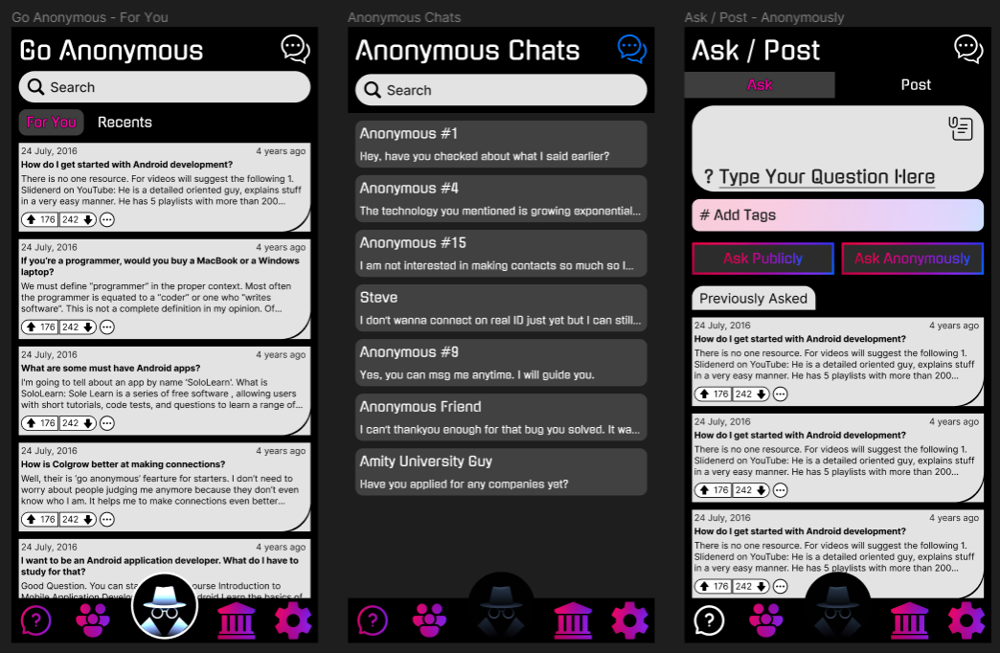 Go Anonymous - For You
Go Anonymous
Search
For You
Recents
24 July, 2016
4 years ago
How do I get started with Android development?
There is no one resource. For videos will suggest the following 1.
Slidenerd on YouTube: He is a detailed oriented guy, explains stuff
in a very easy manner. He has 5 playlists with more than 200...
176
242
24 July, 2016
4 years ago
If you're a programmer, would you buy a MacBook or a Windows
laptop?
We must define "programmer" in the proper context. Most often
the programmer is equated to a "coder" or one who "writes
software". This is not a complete definition in my opinion. Of...
176
242
24 July, 2016
4 years ago
What are some must have Android apps?
I'm going to tell about an app by name 'SoloLearn'. What is
SoloLearn: Sole Learn is a series of free software , allowing users
with short tutorials, code tests, and questions to learn a range of...
176
242
24 July, 2016
4 years ago
How is Colgrow better at making connections?
Well, their is 'go anonymous' fearture for starters. I don't need to
worry about people judging me anymore because they don't even
know who I am. It helps me to make connections even better...
176
242
24 July, 2016
4 years ago
I want to be an Android application developer. What do I have to
study for that?
Good Question. You can sta
ourse Introduction to
Mobile Application Develo
droid Learn the basics of
?
Anonymous Chats
Anonymous Chats
Search
Anonymous #1
Hey, have you checked about what I said earlier?
Anonymous #4
The technology you mentioned is growing exponential...
Anonymous #15
I am not interested in making contacts so much so I...
Steve
I don't wanna connect on real ID just yet but I can still...
Anonymous #9
Yes, you can msg me anytime. I will guide you.
Anonymous Friend
I can't thankyou enough for that bug you solved. It wa...
Amity University Guy
Have you applied for any companies yet?
?
Ask / Post - Anonymously
Ask / Post
Ask
Post
? Type Your Question Here
# Add Tags
Ask Publicly
Ask Anonymously
Previously Asked
24 July, 2016
4 years ago
How do I get started with Android development?
There is no one resource. For videos will suggest the following 1.
Slidenerd on YouTube: He is a detailed oriented guy, explains stuff
in a very easy manner. He has 5 playlists with more than 200...
176
242
24 July, 2016
4 years ago
How do I get started with Android development?
There is no one resource. For videos will suggest the following 1.
Slidenerd on YouTube: He is a detailed oriented guy, explains stuff
in a very easy manner. He has 5 playlists with more than 200...
176
242
24 July, 2016
4 years ago
How do I get started with Android development?
There is no one resource. For videos will suggest the following 1.
Slidenerd on YouTube: He is a detailed oriented guy, explains stuff
in a very easy manner. He has 5 playlists with more than 200...
176
242
?